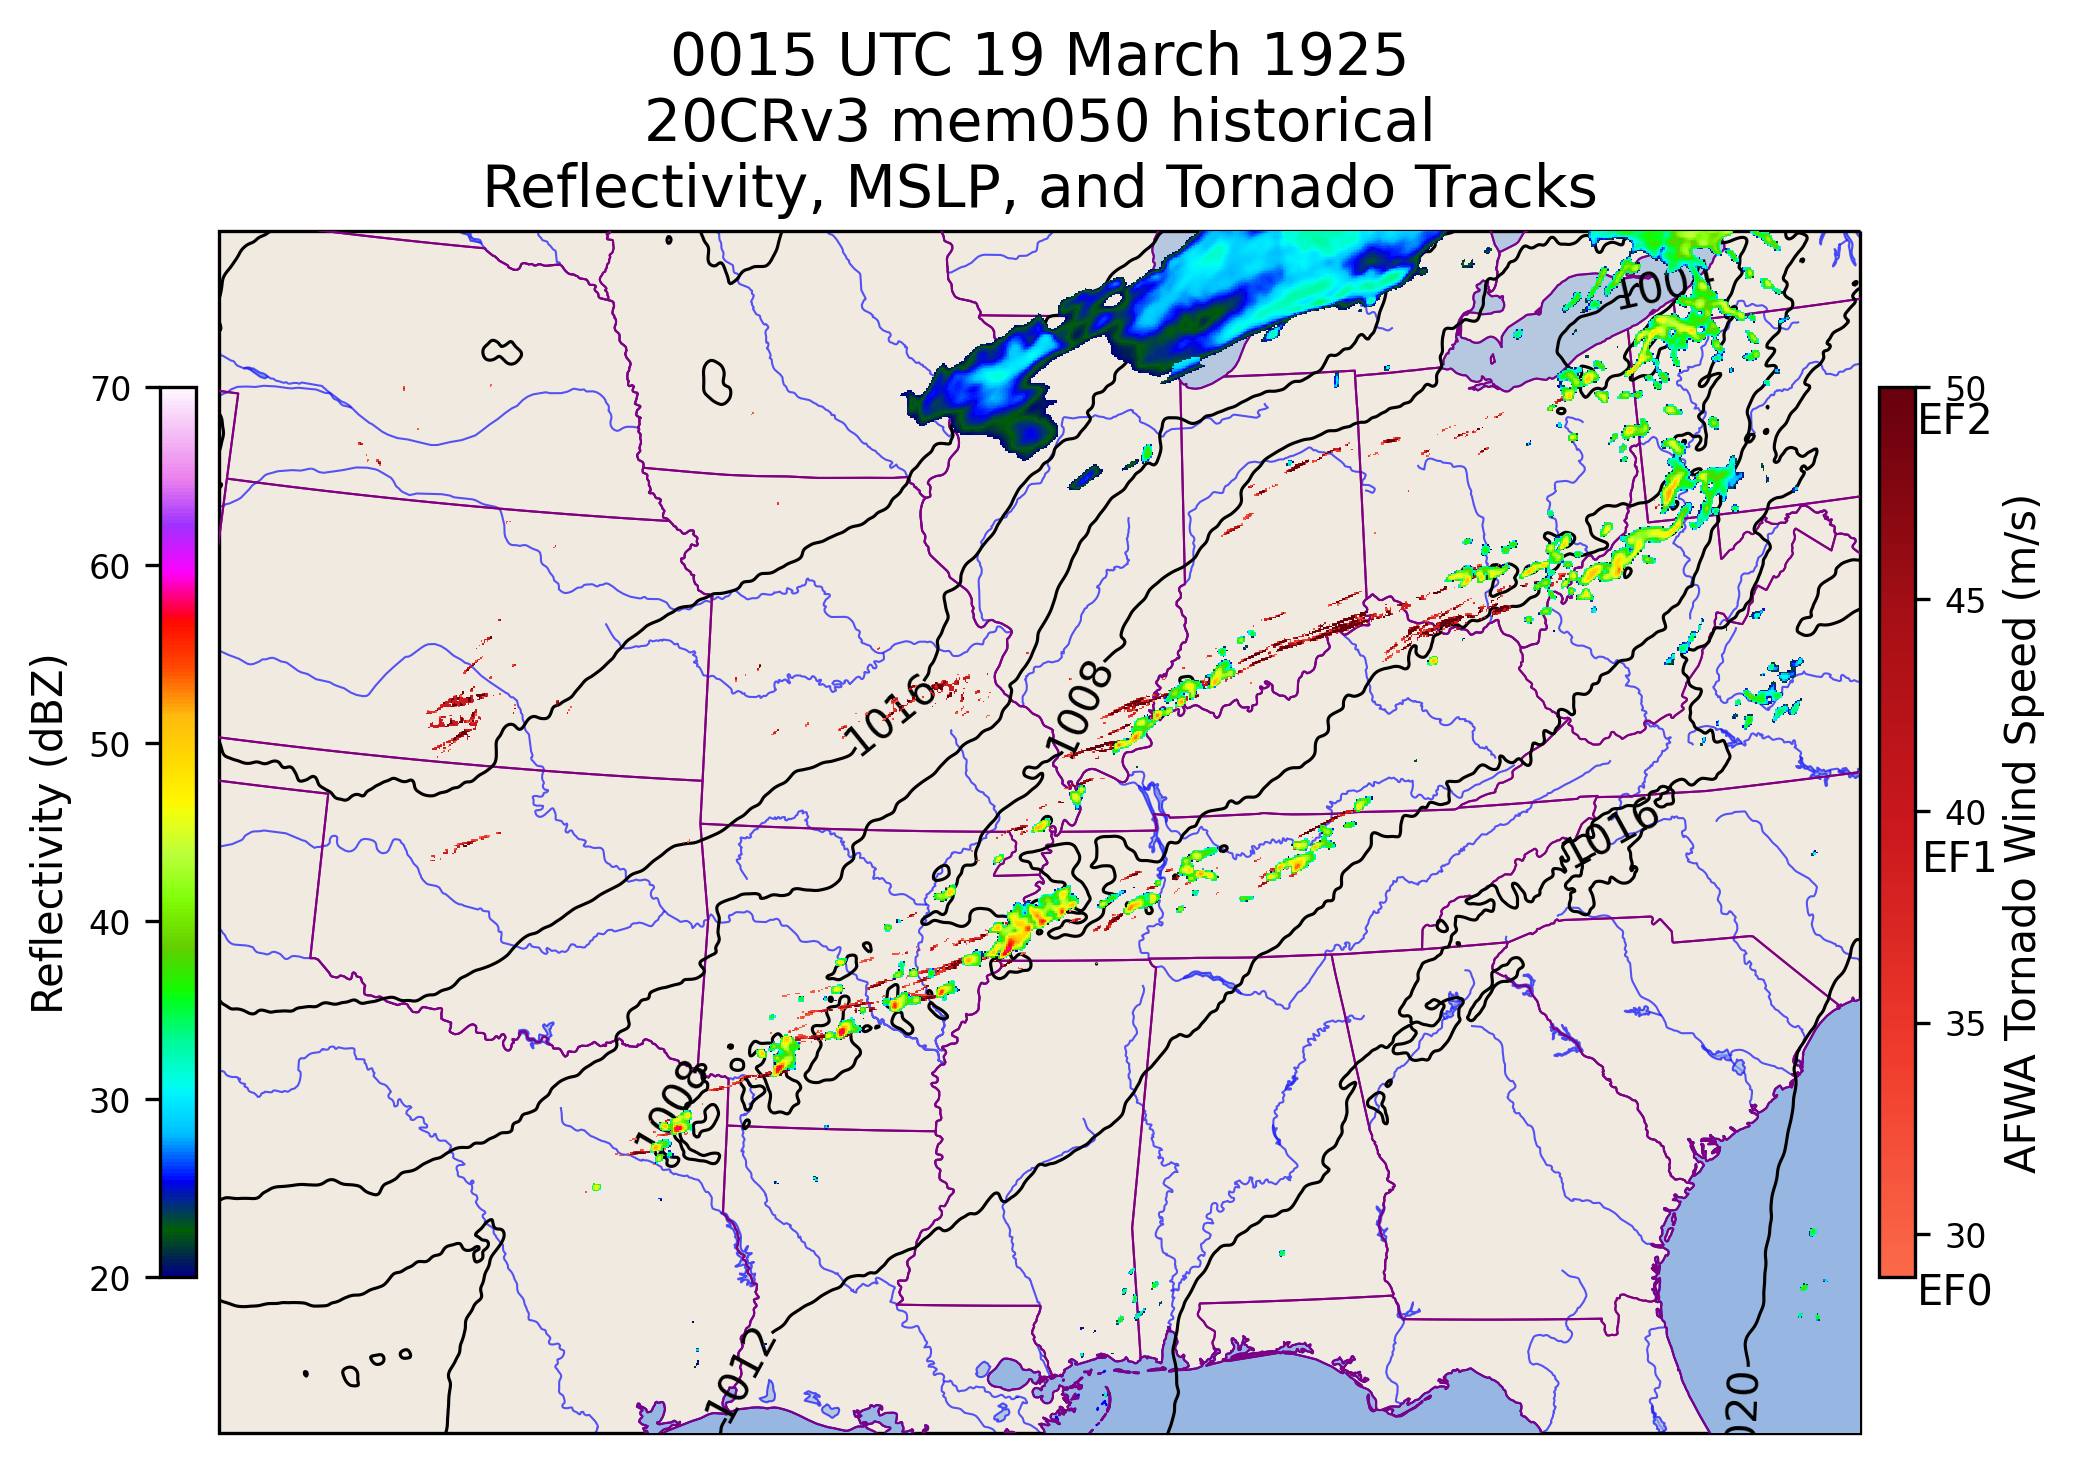 0015 UTC 19 March 1925
20CRv3 mem050 historical
Reflectivity, MSLP, and Tornado Tracks
100
70
60
50
40
30
20
Reflectivity (dBZ)
1016
1008
1016
1008
1012
020
50
EF2
45
40
EF1
35
30
EF0
AFWA Tornado Wind Speed (m/s)